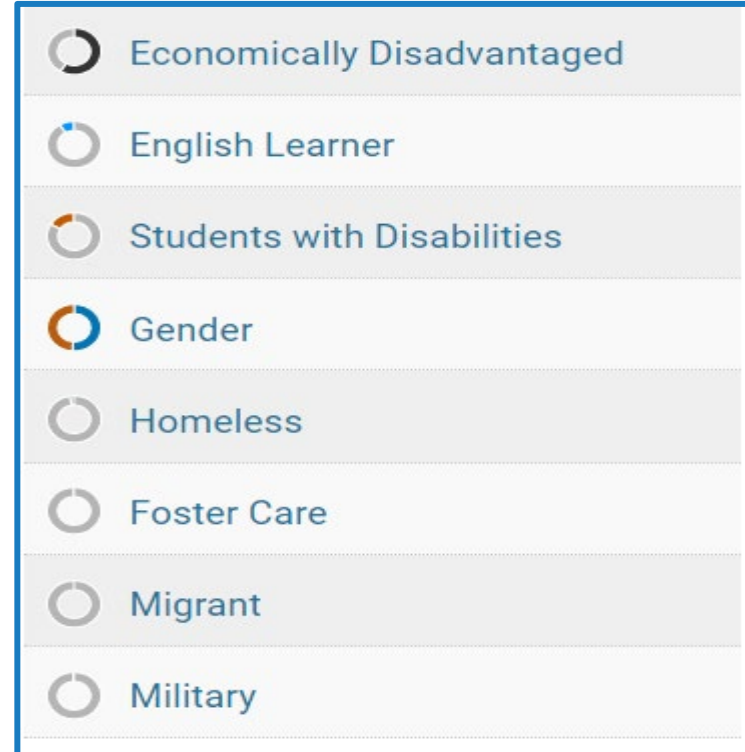 Economically Disadvantaged
English Learner
Students with Disabilities
Gender
Homeless
Foster Care
Migrant
Military